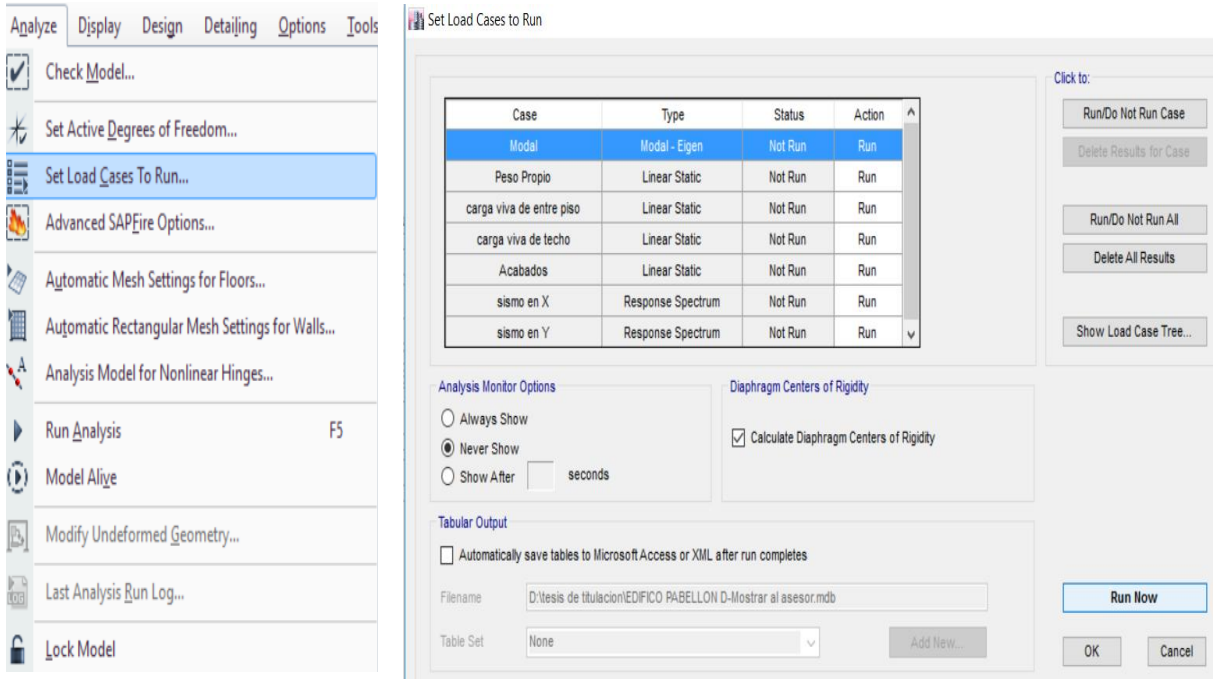 Analyze Display Design Detailing Options Tools
Check Model...
Set Active Degrees of Freedom...
Set Load Cases To Run...
Advanced SAPFire Options...
Automatic Mesh Settings for Floors...
Automatic Rectangular Mesh Settings for Walls...
Analysis Model for Nonlinear Hinges...
Run Analysis F5
Model Alive
Modify Undeformed Geometry...
LOG Last Analysis Run Log...
Lock Model
Set Load Cases to Run
Case Type Status Action
Modal Modal - Eigen Not Run Run
Peso Propio Linear Static Not Run Run
carga viva de entre piso Linear Static Not Run Run
carga viva de techo Linear Static Not Run Run
Acabados Linear Static Not Run Run
sismo en X Response Spectrum Not Run Run
sismo en Y Response Spectrum Not Run Run
Click to:
Run/Do Not Run Case
Delete Results for Case
Run/Do Not Run All
Delete All Results
Show Load Case Tree...
Analysis Monitor Options
Always Show
Never Show
Show After seconds
Diaphragm Centers of Rigidity
Calculate Diaphragm Centers of Rigidity
Tabular Output
Automatically save tables to Microsoft Access or XML after run completes
Filename D:\tesis de titulacion\EDIFICO PABELLON D-Mostrar al asesor.mdb
Table Set None Add New...
Run Now
OK Cancel